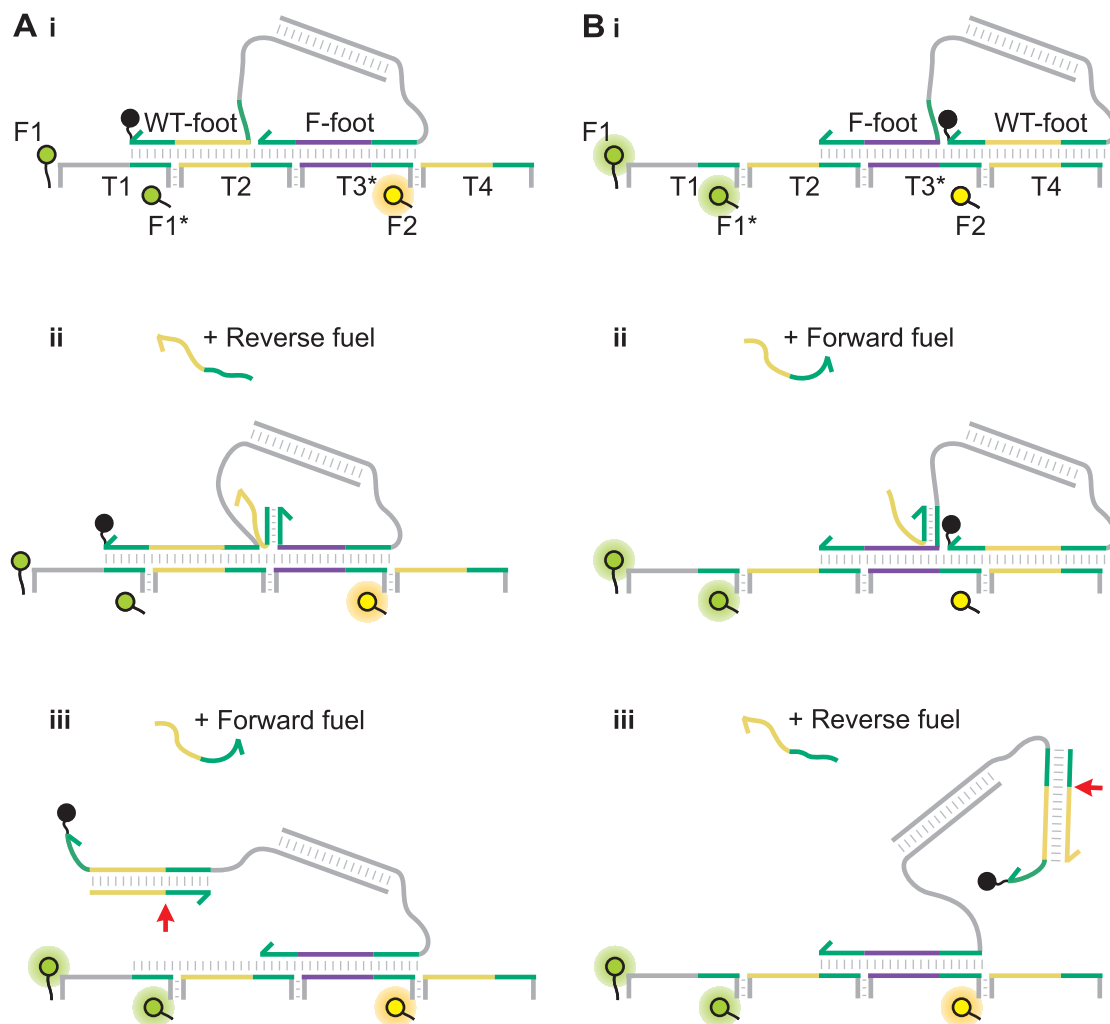 A i
WT-foot F-foot
F1
T1 T2 T3* T4
F1* F2
ii + Reverse fuel
iii + Forward fuel
B i
F1 F-foot WT-foot
T1 T2 T3* T4
F1* F2
ii + Forward fuel
iii + Reverse fuel